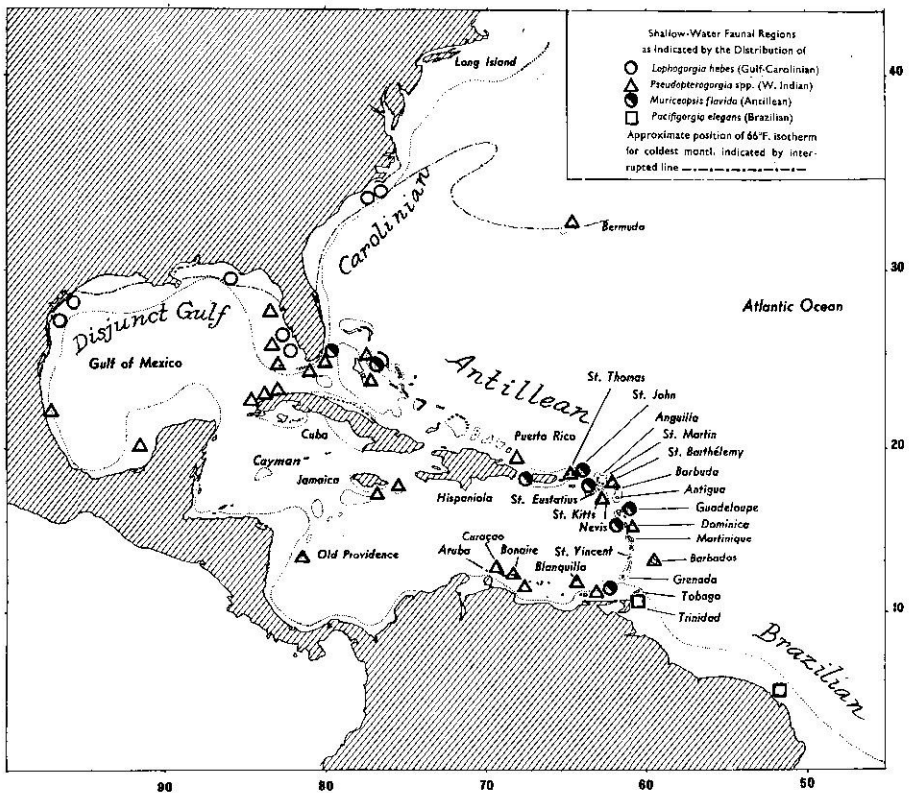 Shallow-Water Faunal Regions
as Indicated by the Distribution of
Lophogorgia hebes (Gulf-Carolinian)
Pseudopterogorgia spp. (W. Indian)
Muriceopsis flavida (Antillean)
Pacifigorgia elegans (Brazilian)
Approximate position of 66°F. isotherm
for coldest montl. indicated by inter-
rupted line
Long Island
40
Carolinian
Bermuda
30
Disjunct Gulf
Gulf of Mexico
Atlantic Ocean
Antillean
St. Thomas
St. John
Anguilla
St. Martin
St. Barthélemy
Puerto Rico
20
Cuba
Cayman
Jamaica
Hispaniola
Barbuda
Antigua
St. Eustatius
St. Kitts
Nevis
Guadeloupe
Dominica
Martinique
Old Providence
Curaçao
Aruba
Bonaire
St. Vincent
Blanquilla
Barbados
Grenada
Tobago
Trinidad
10
Brazilian
90
80
70
60
50